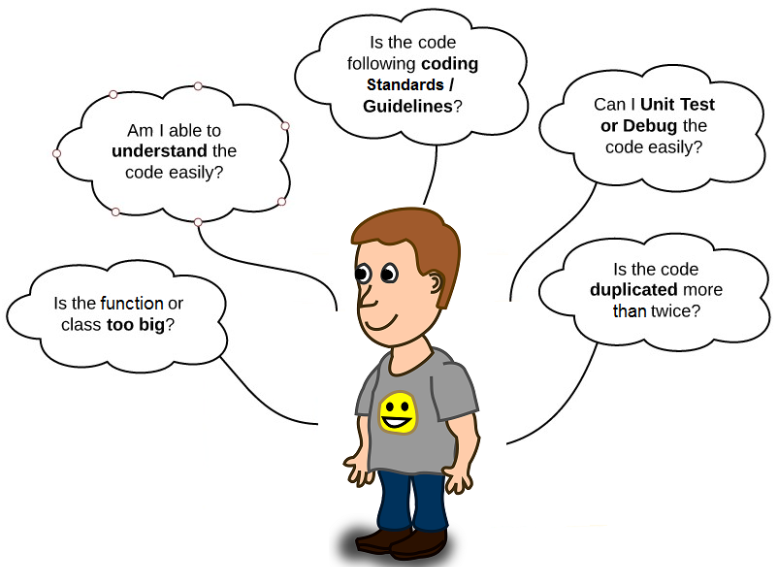 Is the code
following coding
Standards /
Guidelines?
Am I able to
understand the
code easily?
Can I Unit Test
or Debug the
code easily?
Is the function or
class too big?
Is the code
duplicated more
than twice?